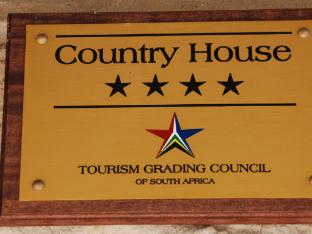 Country House
TOURISM GRADING COUNCIL
OF SOUTH AFRICA